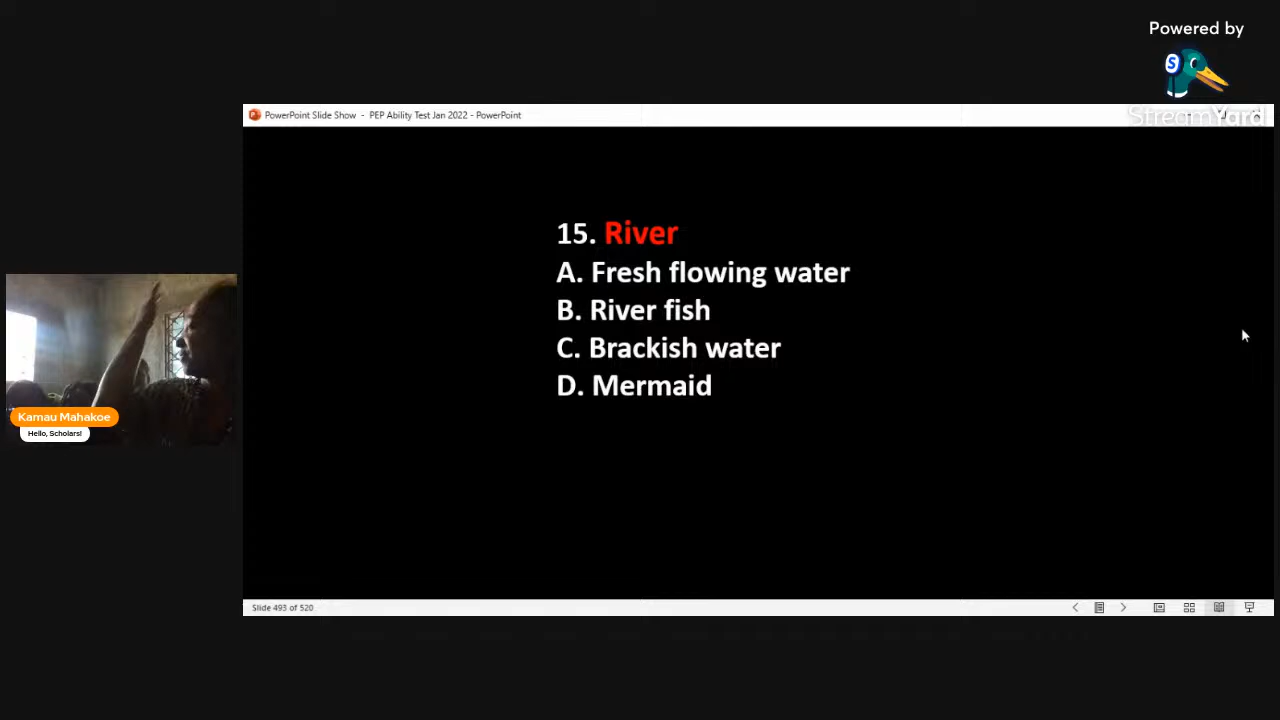 Powered by
S
StreamYard
PowerPoint Slide Show - PEP Ability Test Jan 2022 - PowerPoint
15. River
A. Fresh flowing water
B. River fish
C. Brackish water
D. Mermaid
Kamau Mahakoe
Hello, Scholars!
Slide 493 of 520